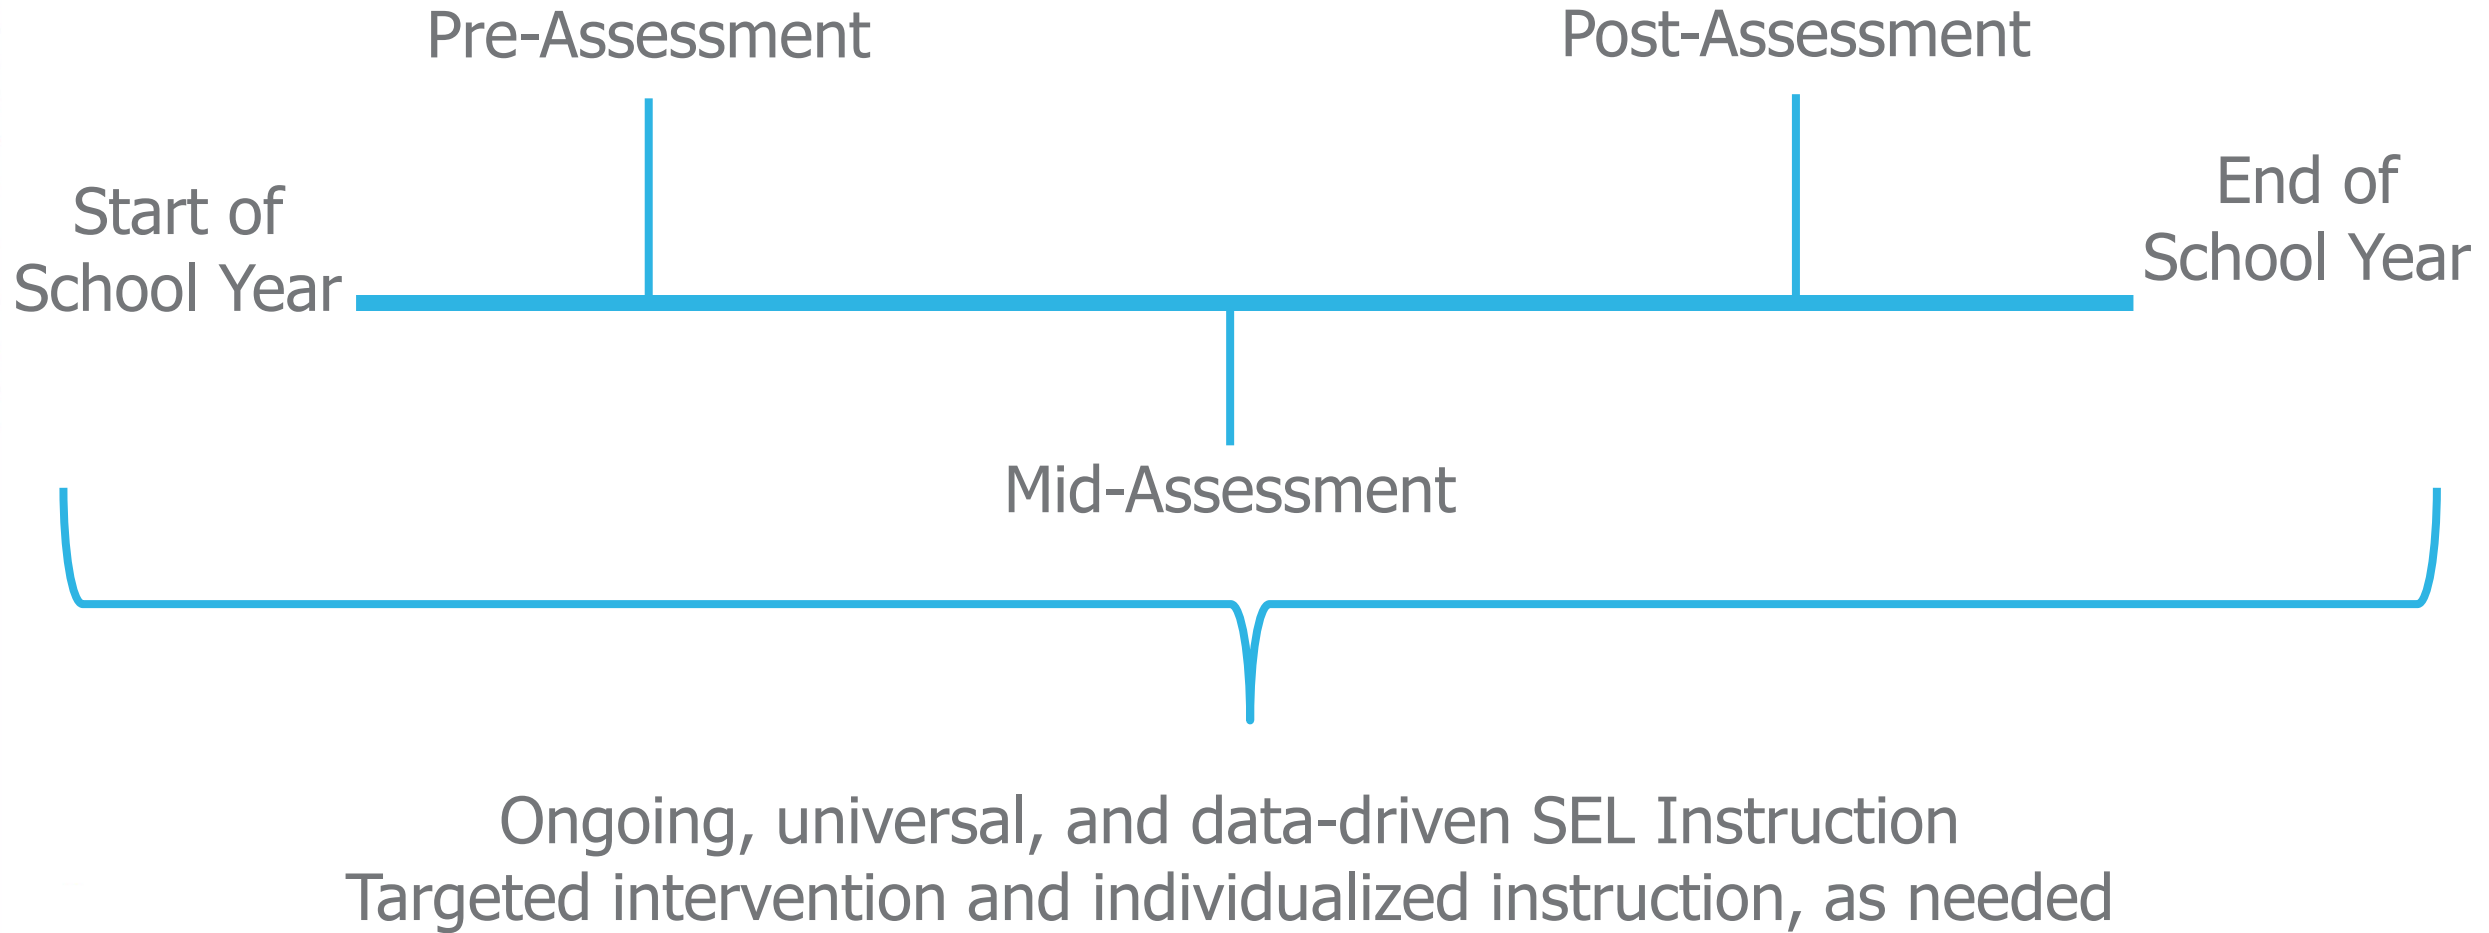 Pre-Assessment
Post-Assessment
Start of
School Year
End of
School Year
Mid-Assessment
Ongoing, universal, and data-driven SEL Instruction
Targeted intervention and individualized instruction, as needed